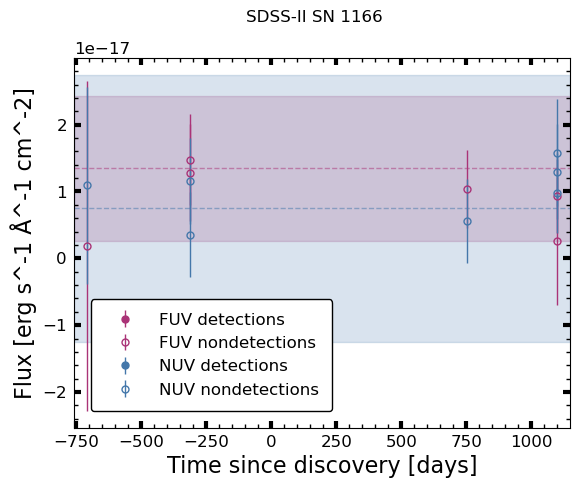 SDSS-II SN 1166
1e−17
Flux [erg s^-1 Å^-1 cm^-2]
2
1
0
−1
−2
FUV detections
FUV nondetections
NUV detections
NUV nondetections
−750 −500 −250 0 250 500 750 1000
Time since discovery [days]